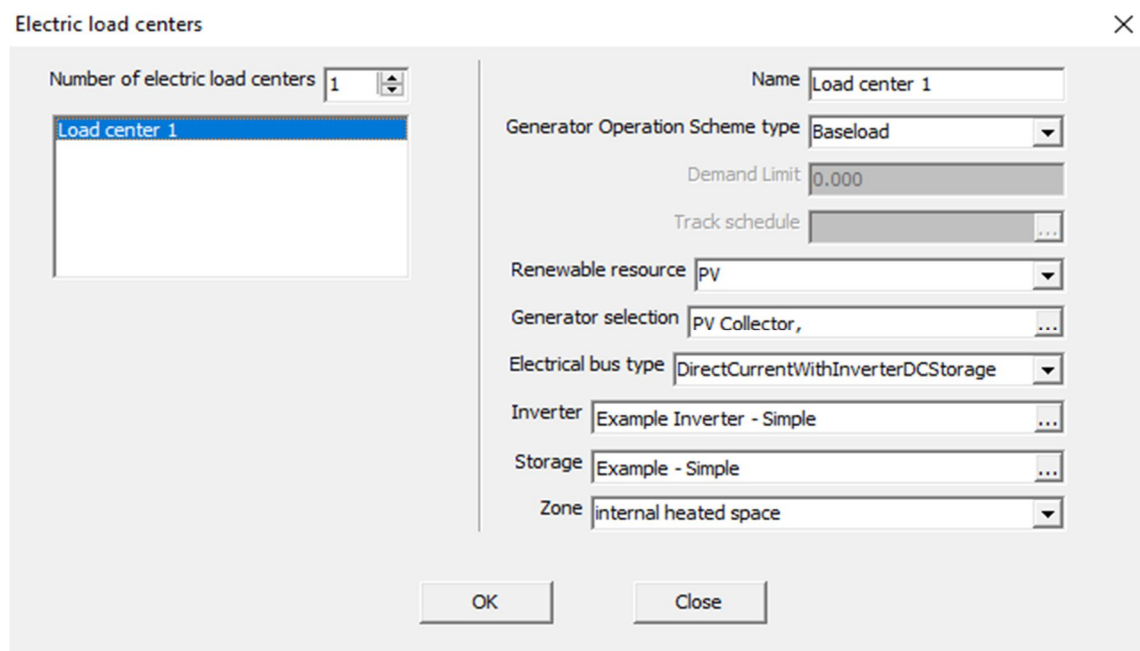 Electric load centers
Number of electric load centers 1
Load center 1
Name Load center 1
Generator Operation Scheme type Baseload
Demand Limit 0.000
Track schedule ...
Renewable resource PV
Generator selection PV Collector, ...
Electrical bus type DirectCurrentWithInverterDCStorage
Inverter Example Inverter - Simple ...
Storage Example - Simple ...
Zone internal heated space
OK Close